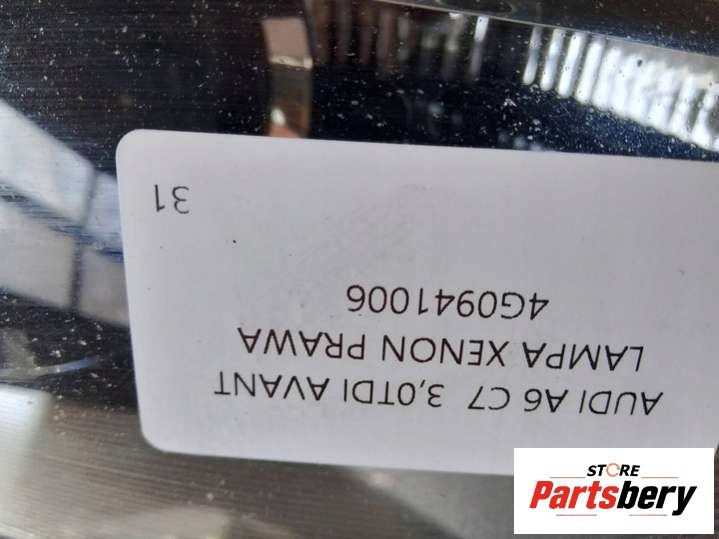 AUDI A6 C7 3,0TDI AVANT
LAMPA XENON PRAWA
4G0941006
31
STORE
Partsbery